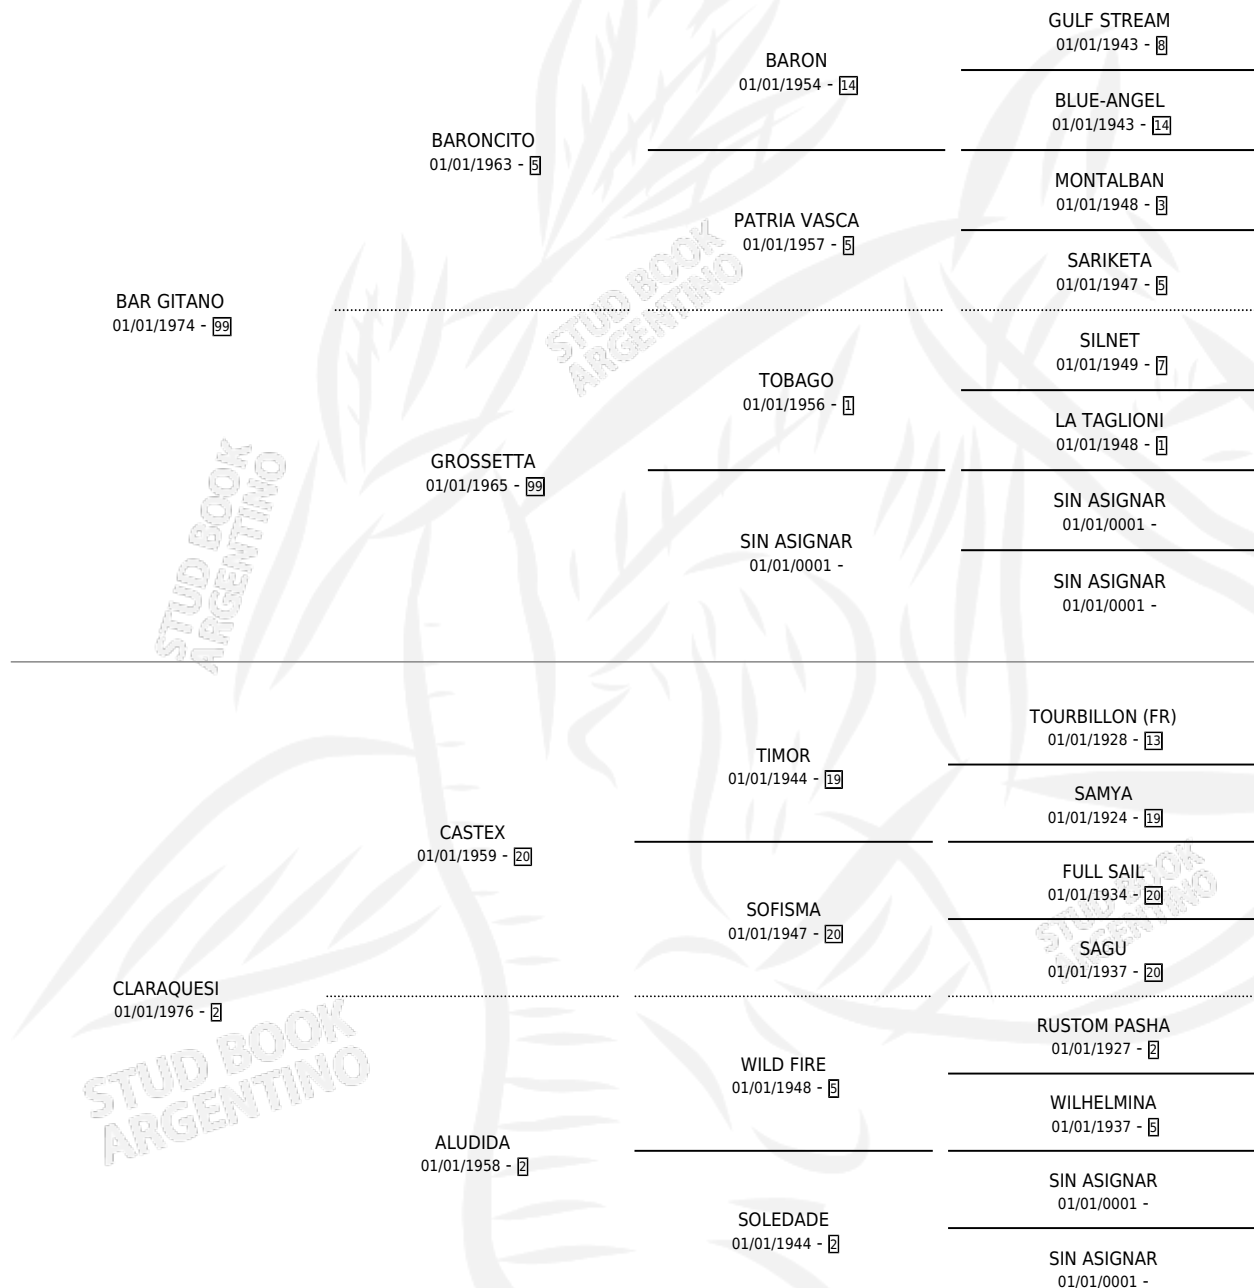 GULF STREAM
01/01/1943 - 8
BARON
01/01/1954 - 14
BLUE-ANGEL
01/01/1943 - 14
BARONCITO
01/01/1963 - 5
MONTALBAN
01/01/1948 - 3
PATRIA VASCA
01/01/1957 - 5
SARIKETA
01/01/1947 - 5
BAR GITANO
01/01/1974 - 99
STUD BOOK
ARGENTINO
SILNET
01/01/1949 - 7
TOBAGO
01/01/1956 - 1
LA TAGLIONI
01/01/1948 - 1
GROSSETTA
01/01/1965 - 99
SIN ASIGNAR
01/01/0001 -
SIN ASIGNAR
01/01/0001 -
SIN ASIGNAR
01/01/0001 -
STUD BOOK
ARGENTINO
TOURBILLON (FR)
01/01/1928 - 13
TIMOR
01/01/1944 - 19
SAMYA
01/01/1924 - 19
CASTEX
01/01/1959 - 20
FULL SAIL
01/01/1934 - 20
SOFISMA
01/01/1947 - 20
STUD BOOK
ARGENTINO
SAGU
01/01/1937 - 20
CLARAQUESI
01/01/1976 - 2
STUD BOOK
ARGENTINO
RUSTOM PASHA
01/01/1927 - 2
WILD FIRE
01/01/1948 - 5
WILHELMINA
01/01/1937 - 5
ALUDIDA
01/01/1958 - 2
SIN ASIGNAR
01/01/0001 -
SOLEDADE
01/01/1944 - 2
SIN ASIGNAR
01/01/0001 -